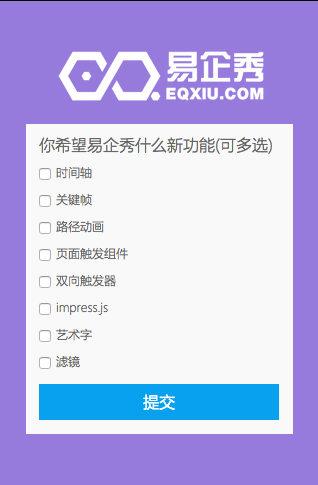 易企秀
EQXIU.COM
你希望易企秀什么新功能(可多选)
时间轴
关键帧
路径动画
页面触发组件
双向触发器
impress.js
艺术字
滤镜
提交